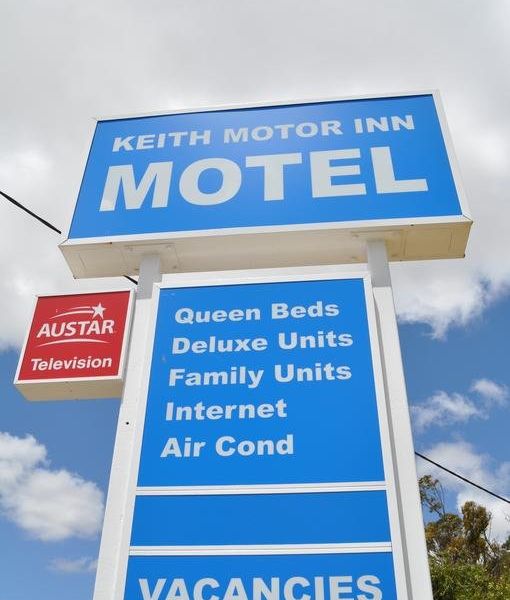 KEITH MOTOR INN
MOTEL
AUSTAR
Television
Queen Beds
Deluxe Units
Family Units
Internet
Air Cond
VACANCIES